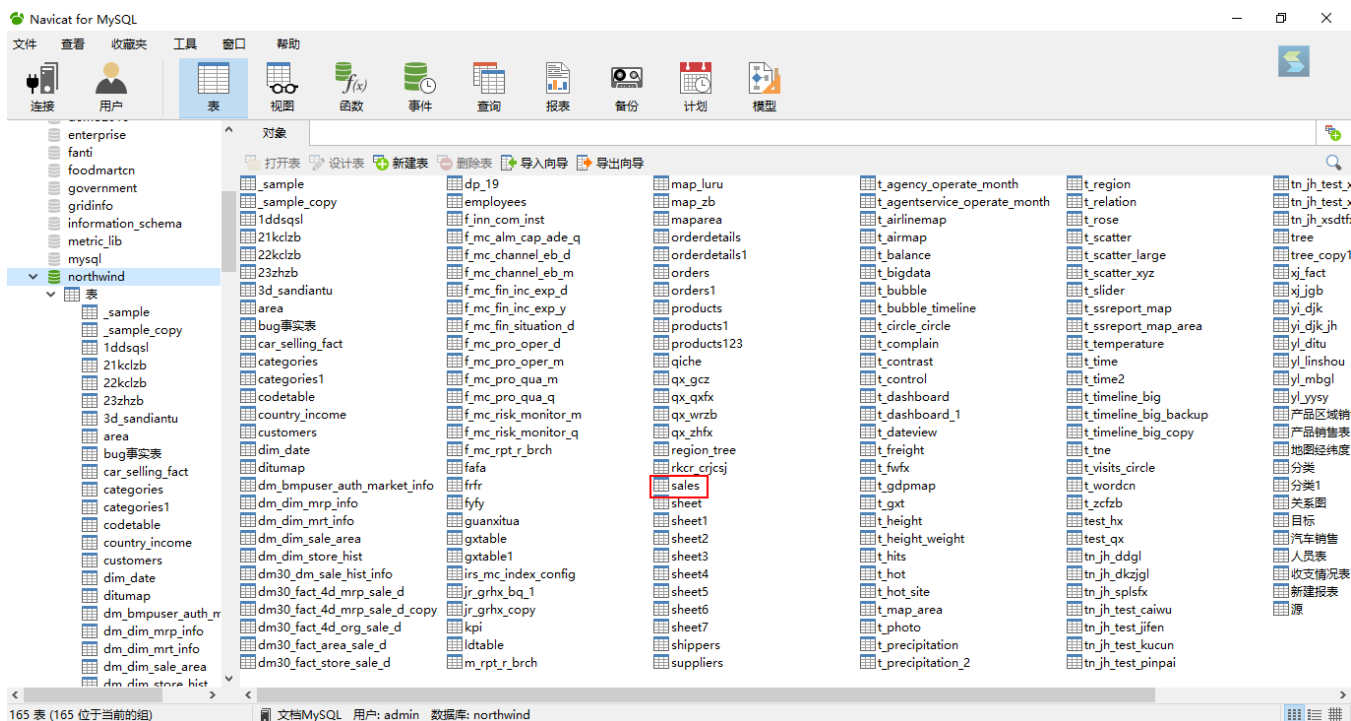 Navicat for MySQL
文件 查看 收藏夹 工具 窗口 帮助
连接 用户 表 视图 函数 事件 查询 报表 备份 计划 模型
enterprise
fanti
foodmartcn
government
gridinfo
information_schema
metric_lib
mysql
northwind
表
_sample
_sample_copy
1ddsqsl
21kclzb
22kclzb
23zhzb
3d_sandiantu
area
bug事实表
car_selling_fact
categories
categories1
codetable
country_income
customers
dim_date
ditumap
dm_bmpuser_auth_m
dm_dim_mrp_info
dm_dim_mrt_info
dm_dim_sale_area
dm_dim_store_hist
对象
打开表 设计表 新建表 删除表 导入向导 导出向导
_sample
_sample_copy
1ddsqsl
21kclzb
22kclzb
23zhzb
3d_sandiantu
area
bug事实表
car_selling_fact
categories
categories1
codetable
country_income
customers
dim_date
ditumap
dm_bmpuser_auth_market_info
dm_dim_mrp_info
dm_dim_mrt_info
dm_dim_sale_area
dm_dim_store_hist
dm30_dm_sale_hist_info
dm30_fact_4d_mrp_sale_d
dm30_fact_4d_mrp_sale_d_copy
dm30_fact_4d_org_sale_d
dm30_fact_area_sale_d
dm30_fact_store_sale_d
dp_19
employees
f_inn_com_inst
f_mc_alm_cap_ade_q
f_mc_channel_eb_d
f_mc_channel_eb_m
f_mc_fin_inc_exp_d
f_mc_fin_inc_exp_y
f_mc_fin_situation_d
f_mc_pro_oper_d
f_mc_pro_oper_m
f_mc_pro_qua_m
f_mc_pro_qua_q
f_mc_risk_monitor_m
f_mc_risk_monitor_q
f_mc_rpt_r_brch
fafa
frfr
fyfy
guanxitua
gxtable
gxtable1
irs_mc_index_config
jr_grhx_bq_1
jr_grhx_copy
kpi
ldtable
m_rpt_r_brch
map_luru
map_zb
maparea
orderdetails
orderdetails1
orders
orders1
products
products1
products123
qiche
qx_gcz
qx_qxfx
qx_wrzb
qx_zhfx
region_tree
rkcr_crjcsj
sales
sheet
sheet1
sheet2
sheet3
sheet4
sheet5
sheet6
sheet7
shippers
suppliers
t_agency_operate_month
t_agentservice_operate_month
t_airlinemap
t_airmap
t_balance
t_bigdata
t_bubble
t_bubble_timeline
t_circle_circle
t_complain
t_contrast
t_control
t_dashboard
t_dashboard_1
t_dateview
t_freight
t_fwfx
t_gdpmap
t_gxt
t_height
t_height_weight
t_hits
t_hot
t_hot_site
t_map_area
t_photo
t_precipitation
t_precipitation_2
t_region
t_relation
t_rose
t_scatter
t_scatter_large
t_scatter_xyz
t_slider
t_ssreport_map
t_ssreport_map_area
t_temperature
t_time
t_time2
t_timeline_big
t_timeline_big_backup
t_timeline_big_copy
t_tne
t_visits_circle
t_wordcn
t_zcfzb
test_hx
test_qx
tn_jh_ddgl
tn_jh_dkzjgl
tn_jh_splsfx
tn_jh_test_caiwu
tn_jh_test_jifen
tn_jh_test_kucun
tn_jh_test_pinpai
tn_jh_test_x
tn_jh_test_x
tn_jh_xsdtf
tree
tree_copy1
xj_fact
xj_jgb
yi_djk
yi_djk_jh
yl_ditu
yl_linshou
yl_mbgl
yl_yysy
产品区域销
产品销售表
地图经纬度
分类
分类1
关系图
目标
汽车销售
人员表
收支情况表
新建报表
源
165 表 (165 位于当前的组) 文档MySQL 用户: admin 数据库: northwind